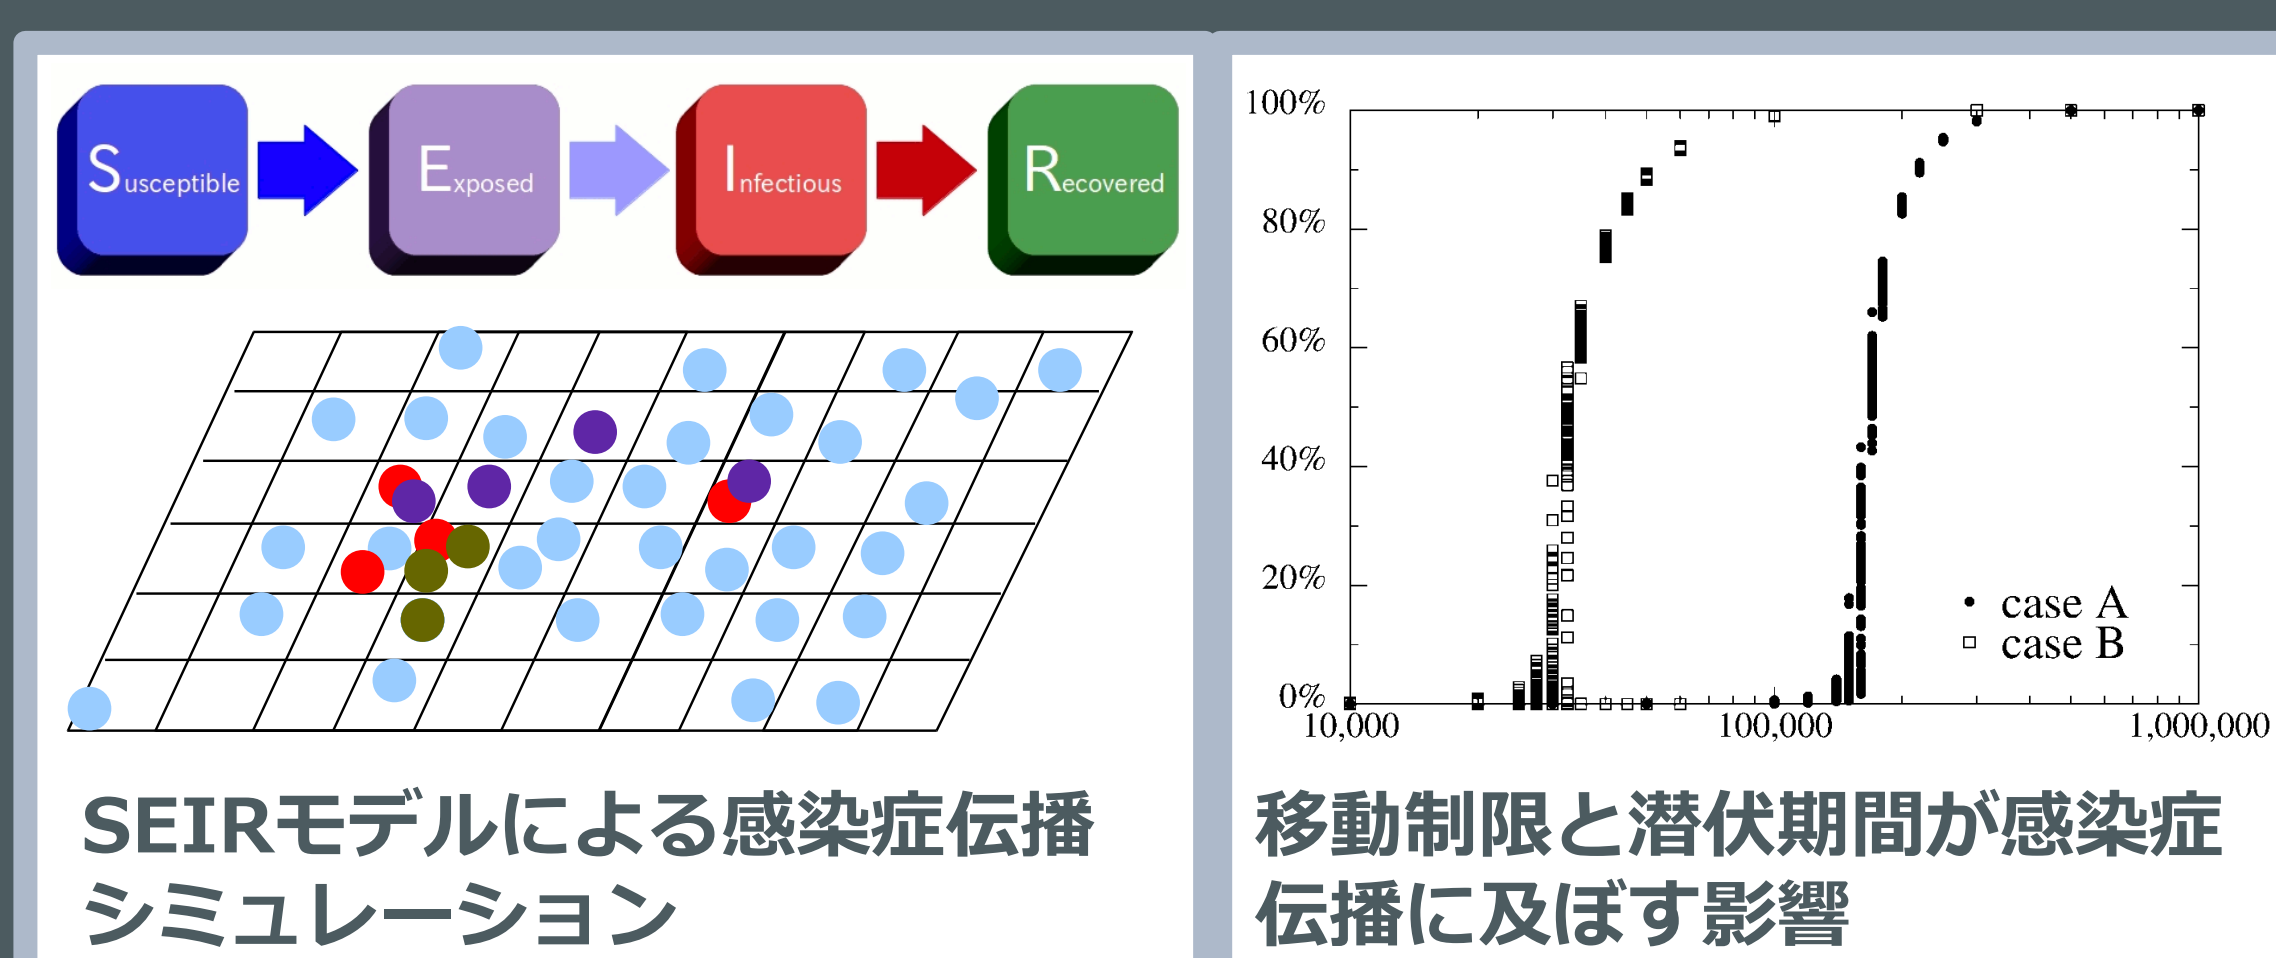 Susceptible
Exposed
Infectious
Recovered
SEIRモデルによる感染症伝播
シミュレーション
100%
80%
60%
40%
20%
0%
10,000
100,000
1,000,000
case A
case B
移動制限と潜伏期間が感染症
伝播に及ぼす影響